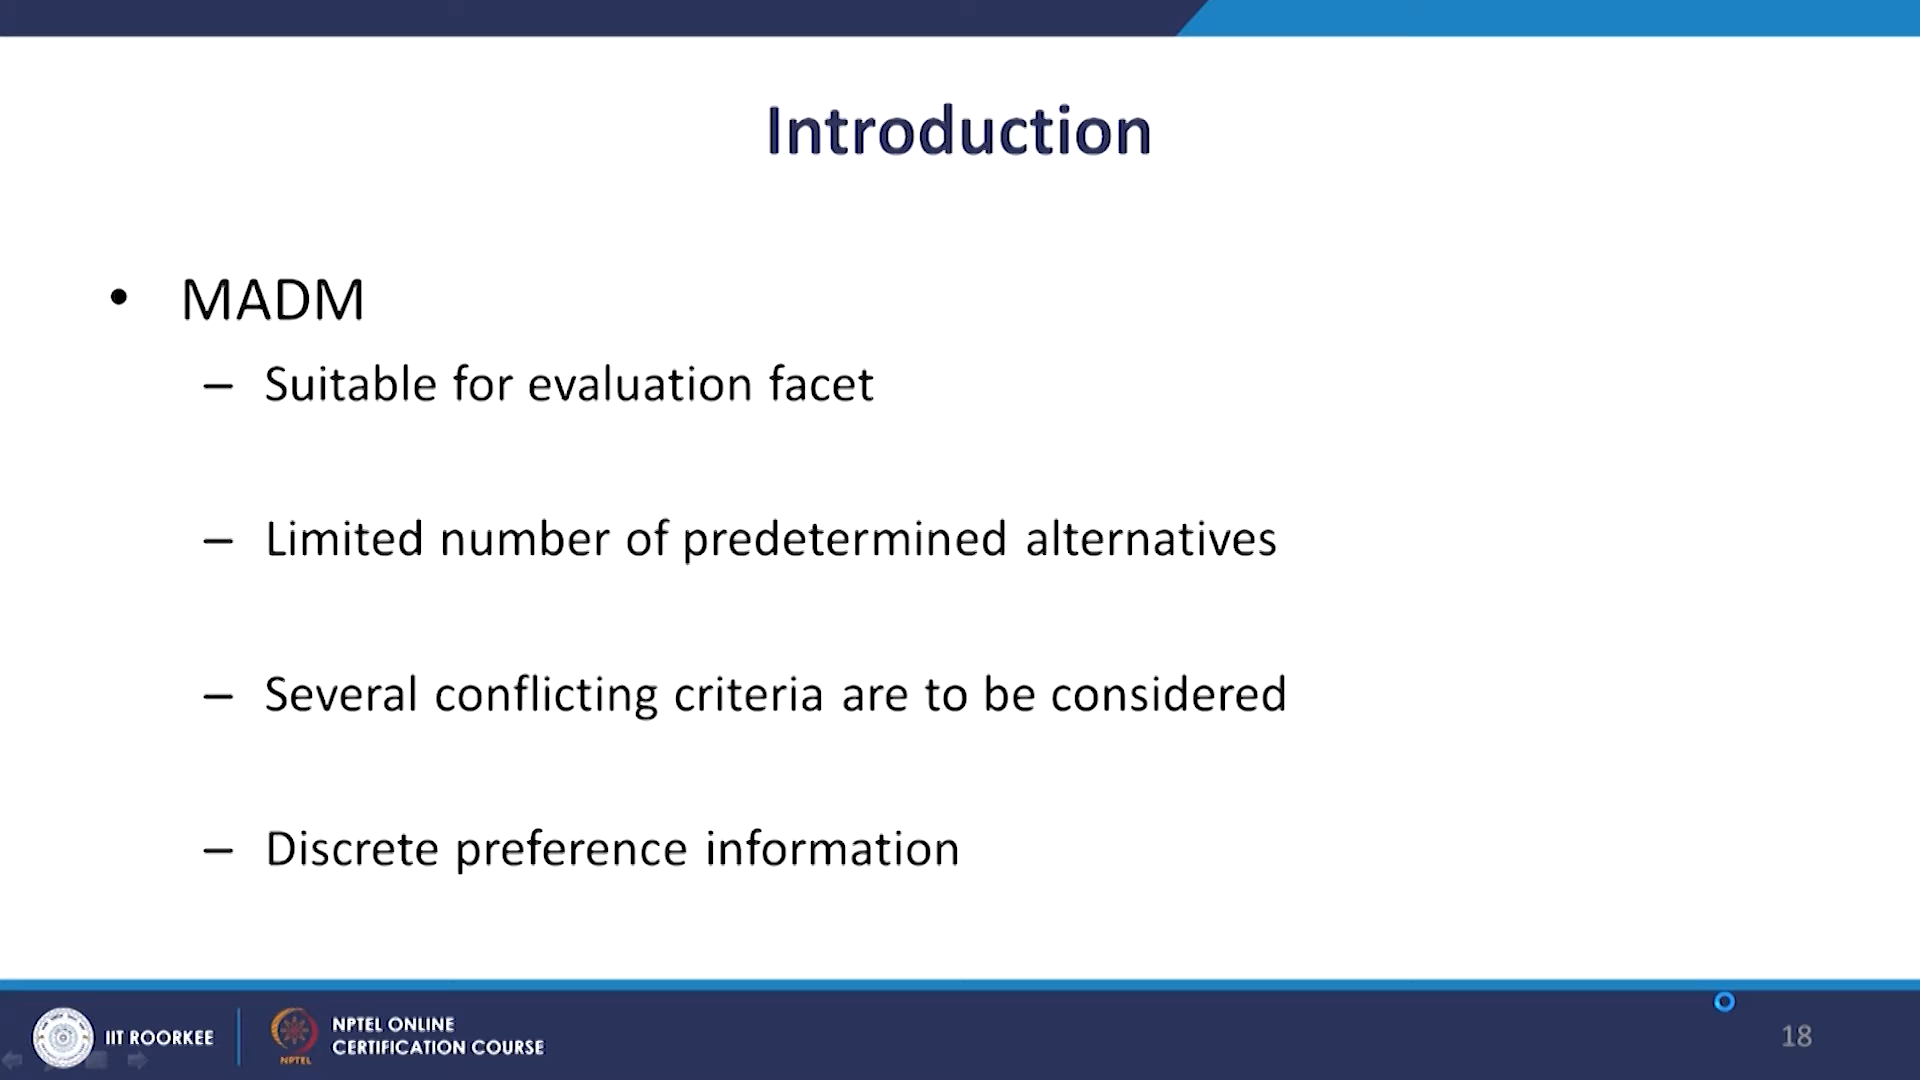 Introduction
• MADM
– Suitable for evaluation facet
– Limited number of predetermined alternatives
– Several conflicting criteria are to be considered
– Discrete preference information
IIT ROORKEE
NPTEL
NPTEL ONLINE
CERTIFICATION COURSE
18